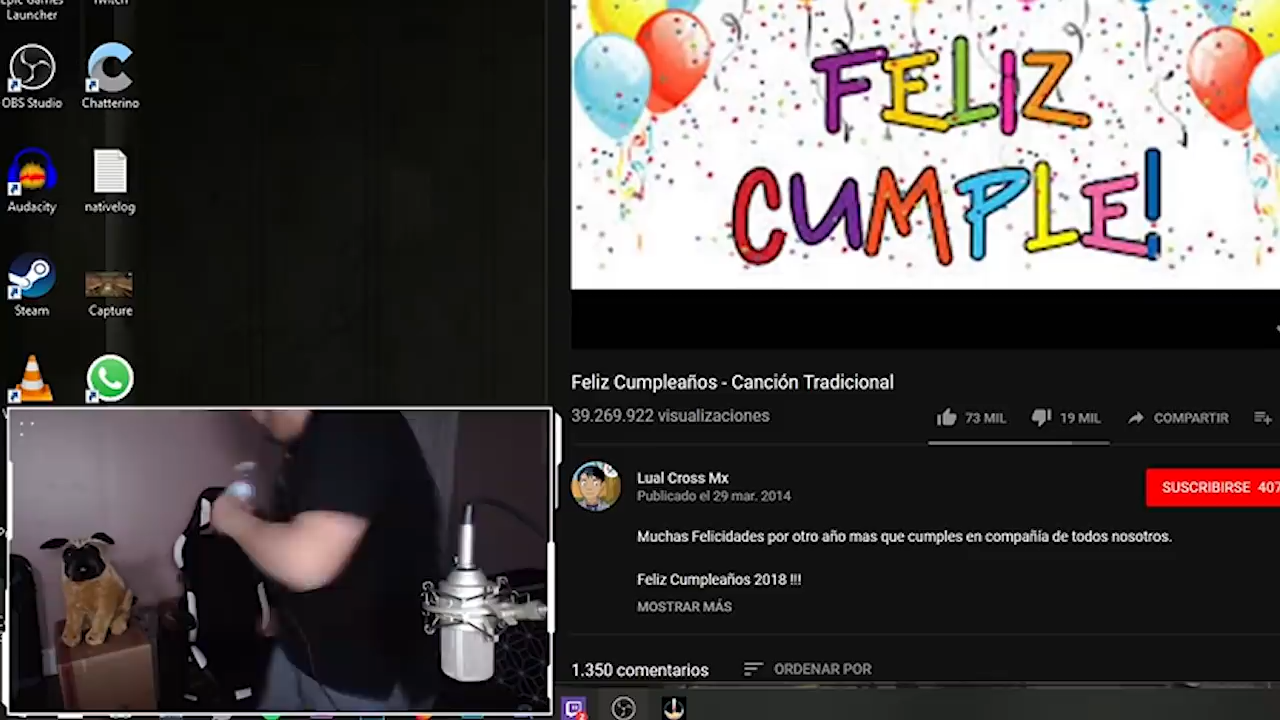 Epic Games
Launcher
Twitch
OBS Studio
Chatterino
Audacity
nativelog
Steam
Capture
FELIZ
CUMPLE!
Feliz Cumpleaños - Canción Tradicional
39.269.922 visualizaciones
73 MIL
19 MIL
COMPARTIR
Lual Cross Mx
Publicado el 29 mar. 2014
SUSCRIBIRSE 407
Muchas Felicidades por otro año mas que cumples en compañía de todos nosotros.
Feliz Cumpleaños 2018 !!!
MOSTRAR MÁS
1.350 comentarios
ORDENAR POR